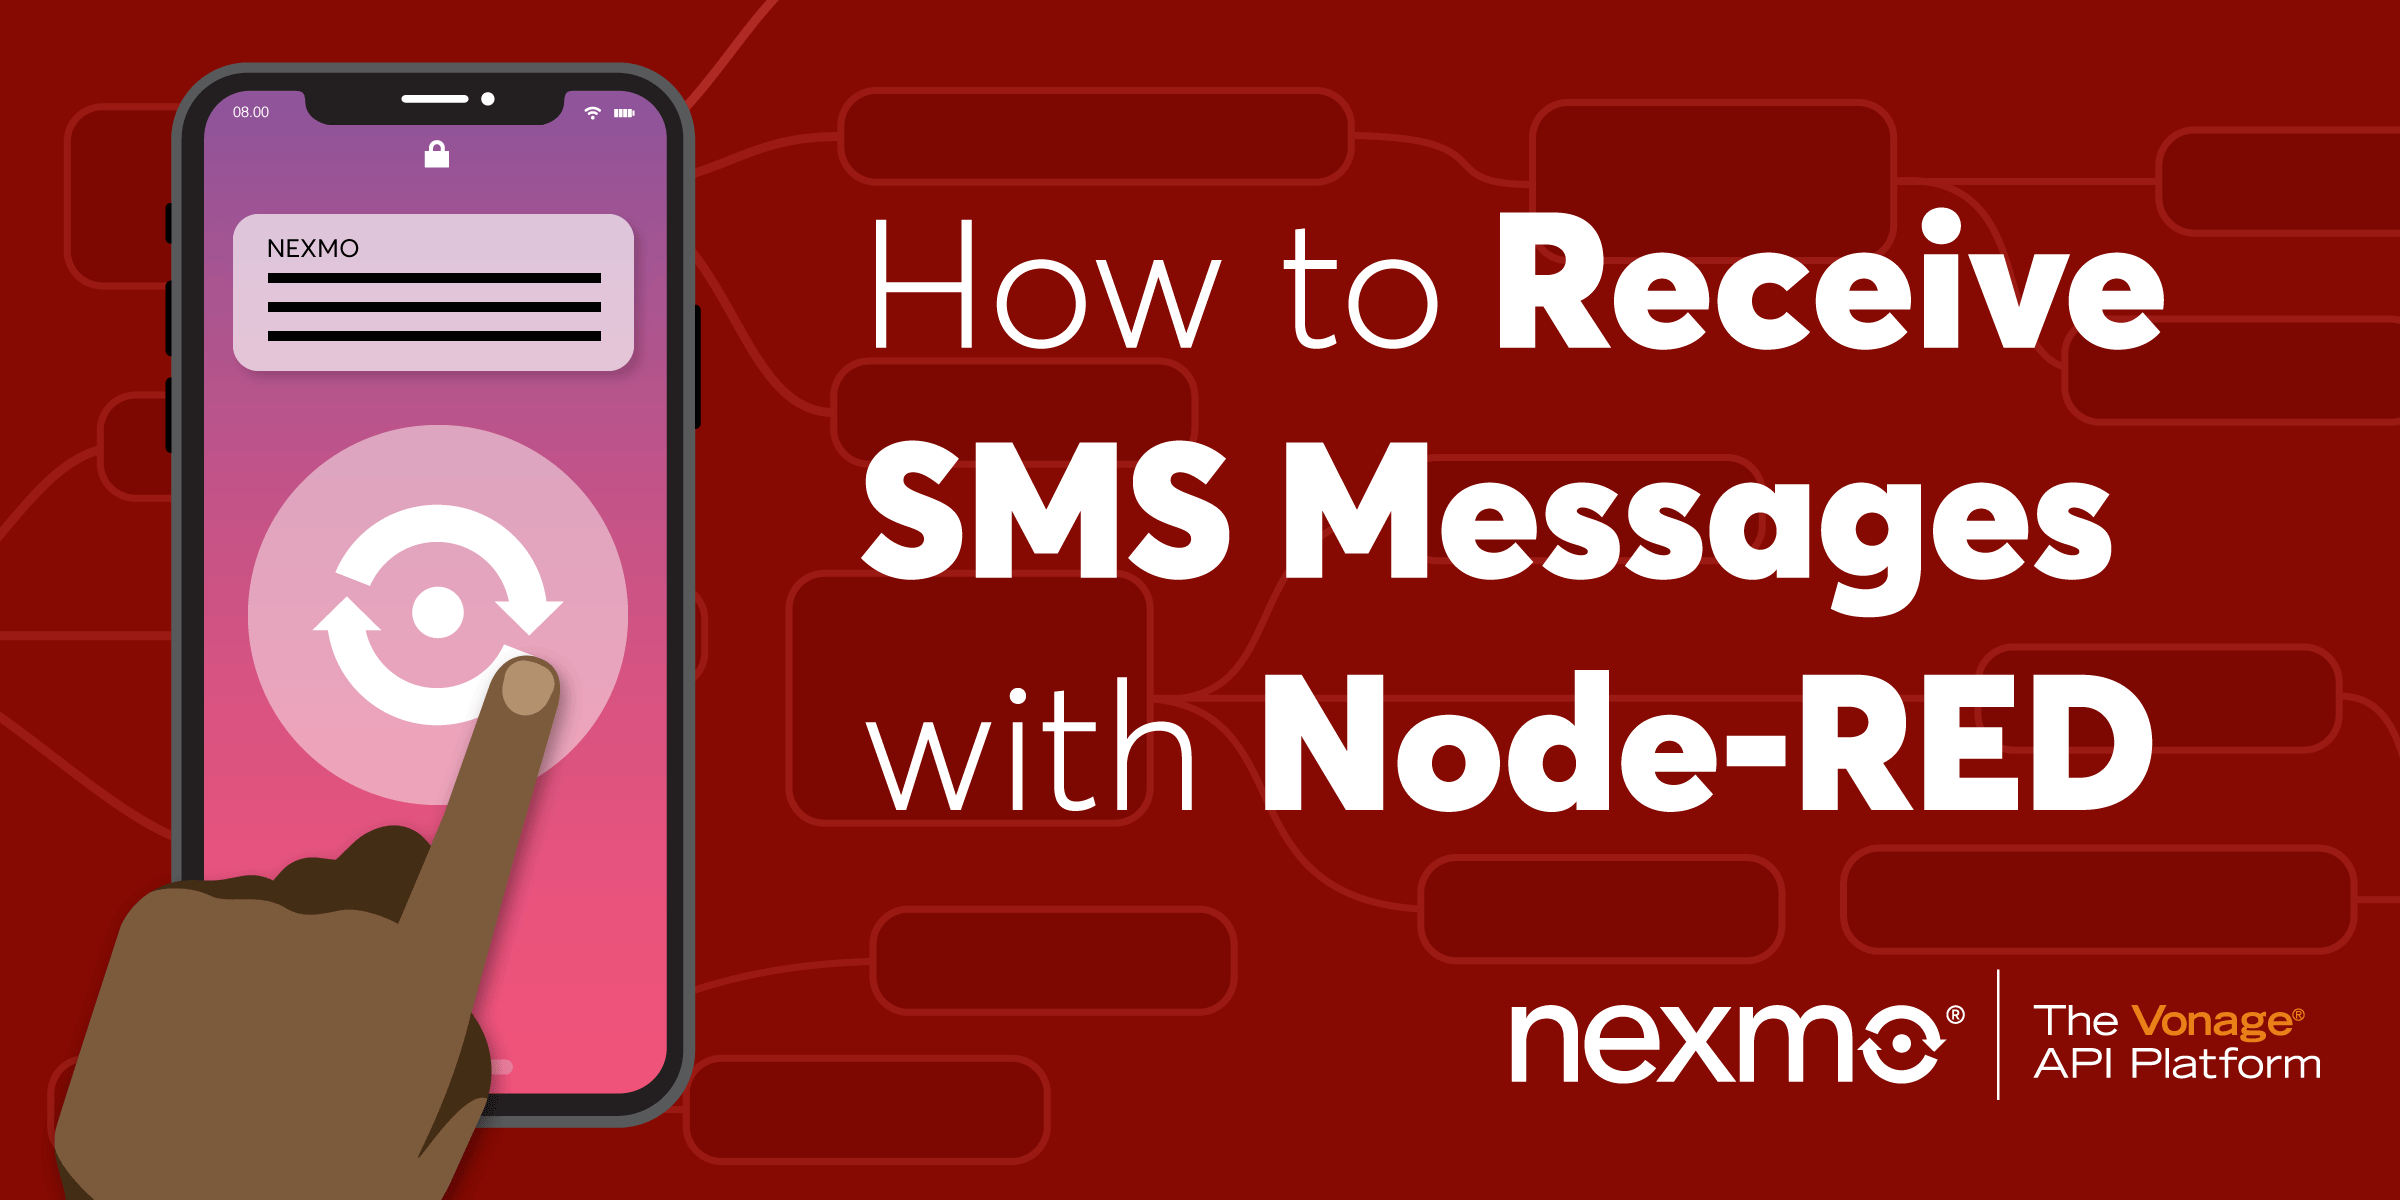 08.00
NEXMO
How to Receive
SMS Messages
with Node-RED
nexmo®
The Vonage®
API Platform